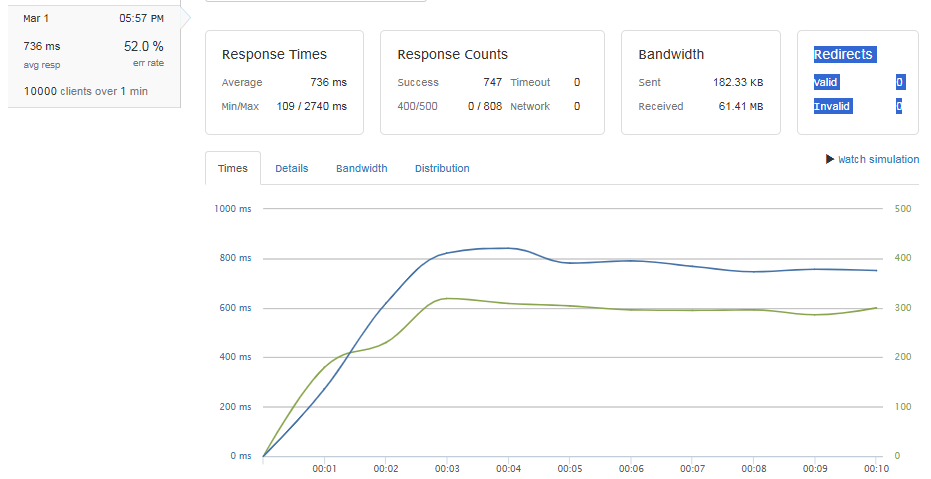 Mar 1 05:57 PM
736 ms 52.0 %
avg resp err rate
10000 clients over 1 min
Response Times
Average 736 ms
Min/Max 109 / 2740 ms
Response Counts
Success 747 Timeout 0
400/500 0 / 808 Network 0
Bandwidth
Sent 182.33 KB
Received 61.41 MB
Redirects
Valid 0
Invalid 0
Times Details Bandwidth Distribution
Watch simulation
1000 ms 500
800 ms 400
600 ms 300
400 ms 200
200 ms 100
0 ms 0
00:01 00:02 00:03 00:04 00:05 00:06 00:07 00:08 00:09 00:10